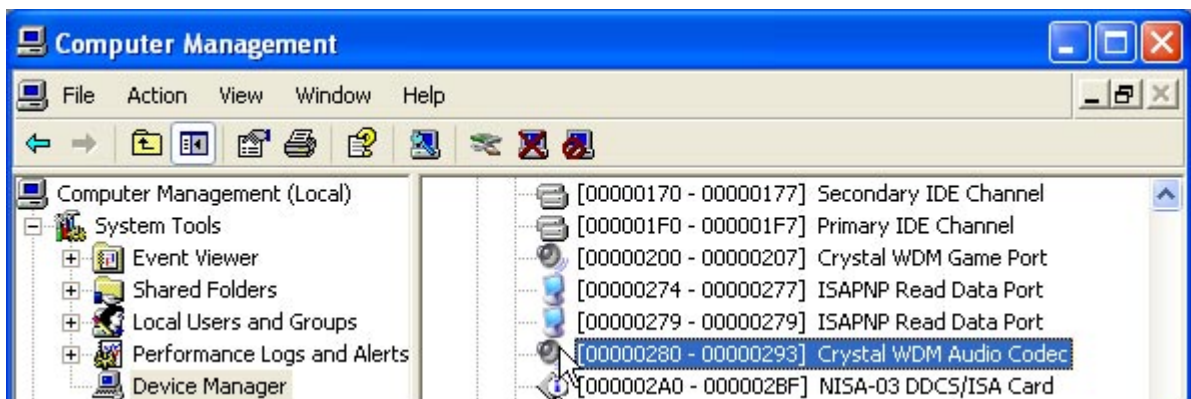 Computer Management
File Action View Window Help
Computer Management (Local)
System Tools
Event Viewer
Shared Folders
Local Users and Groups
Performance Logs and Alerts
Device Manager
[00000170 - 00000177] Secondary IDE Channel
[000001F0 - 000001F7] Primary IDE Channel
[00000200 - 00000207] Crystal WDM Game Port
[00000274 - 00000277] ISAPNP Read Data Port
[00000279 - 00000279] ISAPNP Read Data Port
[00000280 - 00000293] Crystal WDM Audio Codec
[000002A0 - 000002BF] NISA-03 DDCS/ISA Card